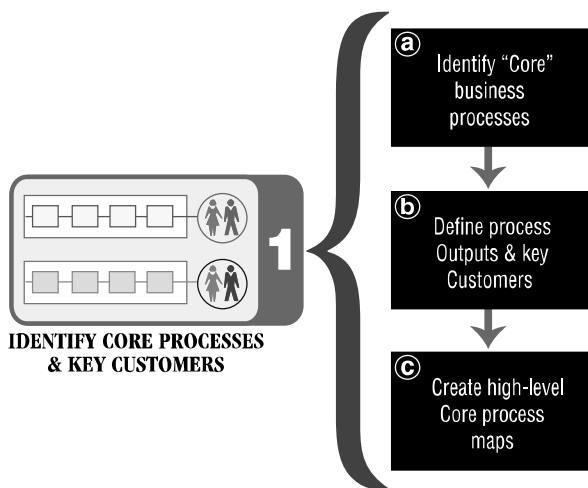 1
IDENTIFY CORE PROCESSES
& KEY CUSTOMERS
a
Identify “Core”
business
processes
b
Define process
Outputs & key
Customers
c
Create high-level
Core process
maps